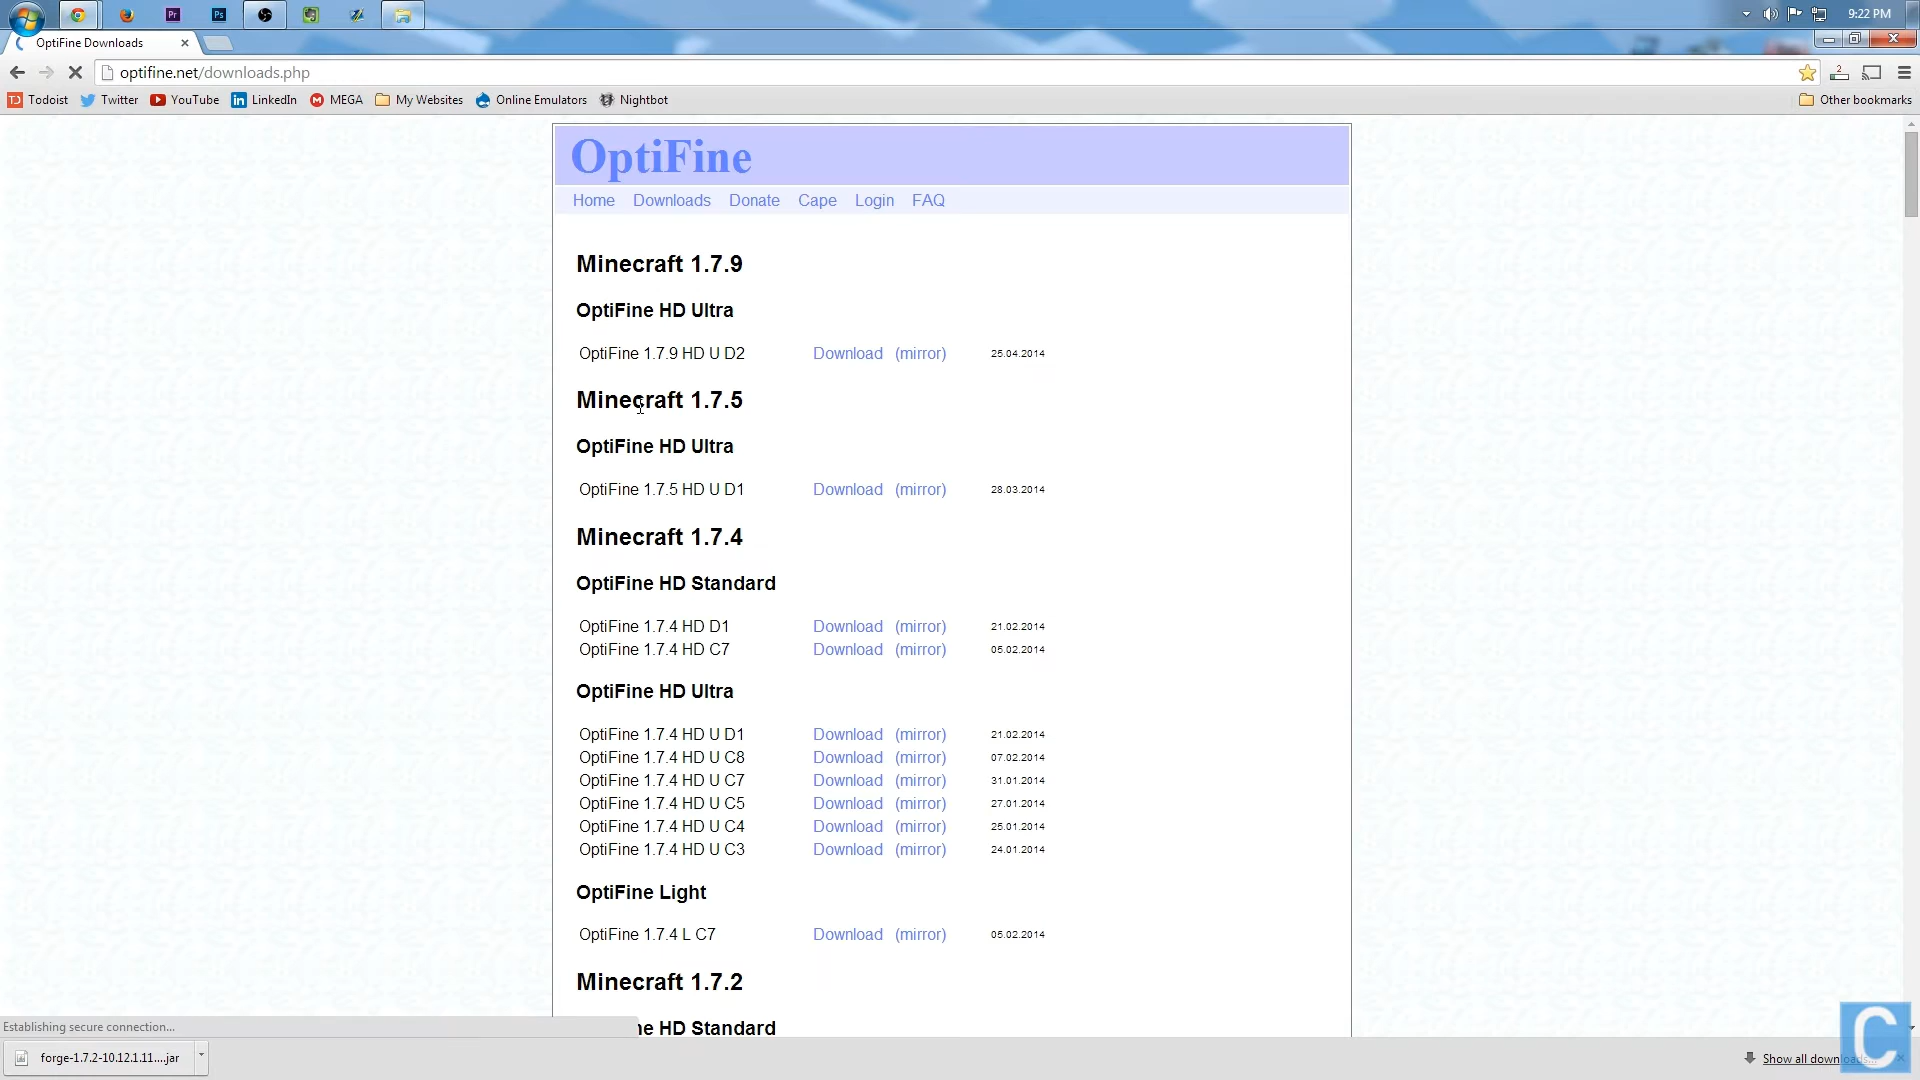 Pr
Ps
9:22 PM
OptiFine Downloads
optifine.net/downloads.php
2
Todoist Twitter YouTube LinkedIn MEGA My Websites Online Emulators Nightbot Other bookmarks
OptiFine
Home Downloads Donate Cape Login FAQ
Minecraft 1.7.9
OptiFine HD Ultra
OptiFine 1.7.9 HD U D2 Download (mirror) 25.04.2014
Minecraft 1.7.5
OptiFine HD Ultra
OptiFine 1.7.5 HD U D1 Download (mirror) 28.03.2014
Minecraft 1.7.4
OptiFine HD Standard
OptiFine 1.7.4 HD D1 Download (mirror) 21.02.2014
OptiFine 1.7.4 HD C7 Download (mirror) 05.02.2014
OptiFine HD Ultra
OptiFine 1.7.4 HD U D1 Download (mirror) 21.02.2014
OptiFine 1.7.4 HD U C8 Download (mirror) 07.02.2014
OptiFine 1.7.4 HD U C7 Download (mirror) 31.01.2014
OptiFine 1.7.4 HD U C5 Download (mirror) 27.01.2014
OptiFine 1.7.4 HD U C4 Download (mirror) 25.01.2014
OptiFine 1.7.4 HD U C3 Download (mirror) 24.01.2014
OptiFine Light
OptiFine 1.7.4 L C7 Download (mirror) 05.02.2014
Minecraft 1.7.2
ne HD Standard
Establishing secure connection...
forge-1.7.2-10.12.1.11....jar
Show all downloads...
C